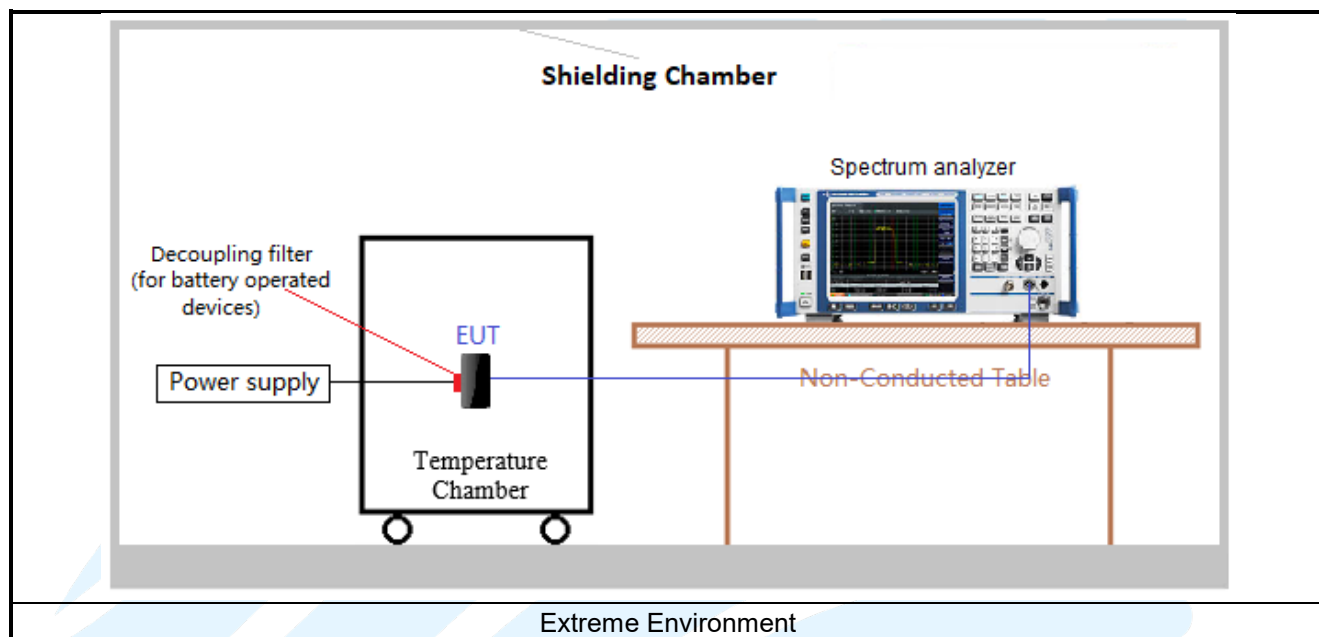 Shielding Chamber
Spectrum analyzer
Decoupling filter
(for battery operated
devices)
EUT
Power supply
Non-Conducted Table
Temperature
Chamber
Extreme Environment